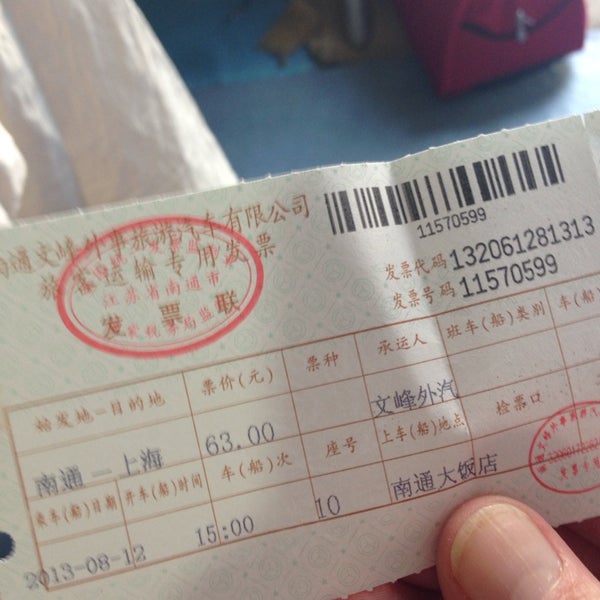 南通文峰外事旅游汽车有限公司
旅客运输专用发票
江苏省南通市
发票联
11570599
发票代码 132061281313
发票号码 11570599
始发地—目的地 票价(元) 票种 承运人 班车(船)类别
南通—上海 63.00 文峰外汽
乘车(船)日期 开车(船)时间 车(船)次 座号 上车(船)地点 检票口
2013-08-12 15:00 10 南通大饭店